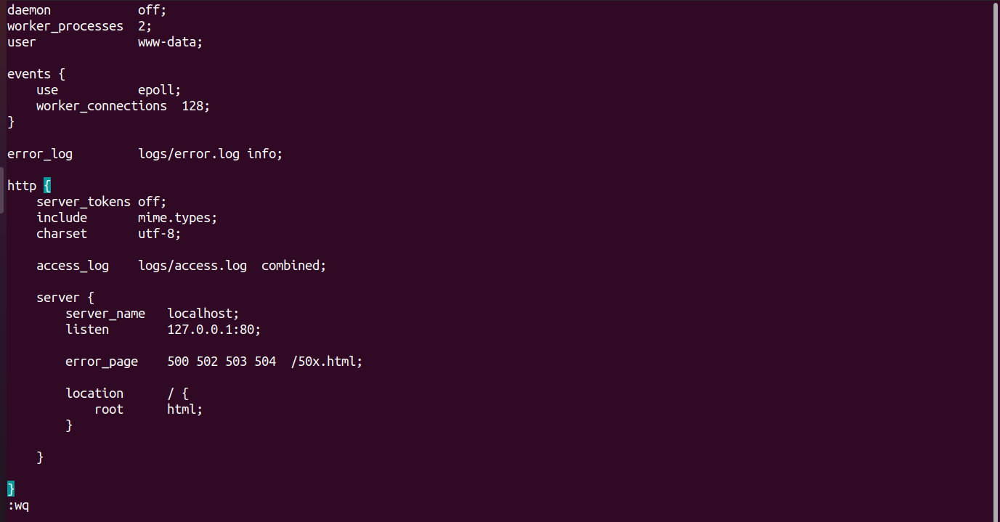 daemon            off;
worker_processes  2;
user              www-data;

events {
    use           epoll;
    worker_connections  128;
}

error_log         logs/error.log info;

http {
    server_tokens off;
    include       mime.types;
    charset       utf-8;

    access_log    logs/access.log  combined;

    server {
        server_name   localhost;
        listen        127.0.0.1:80;

        error_page    500 502 503 504  /50x.html;

        location      / {
            root      html;
        }

    }

}
:wq